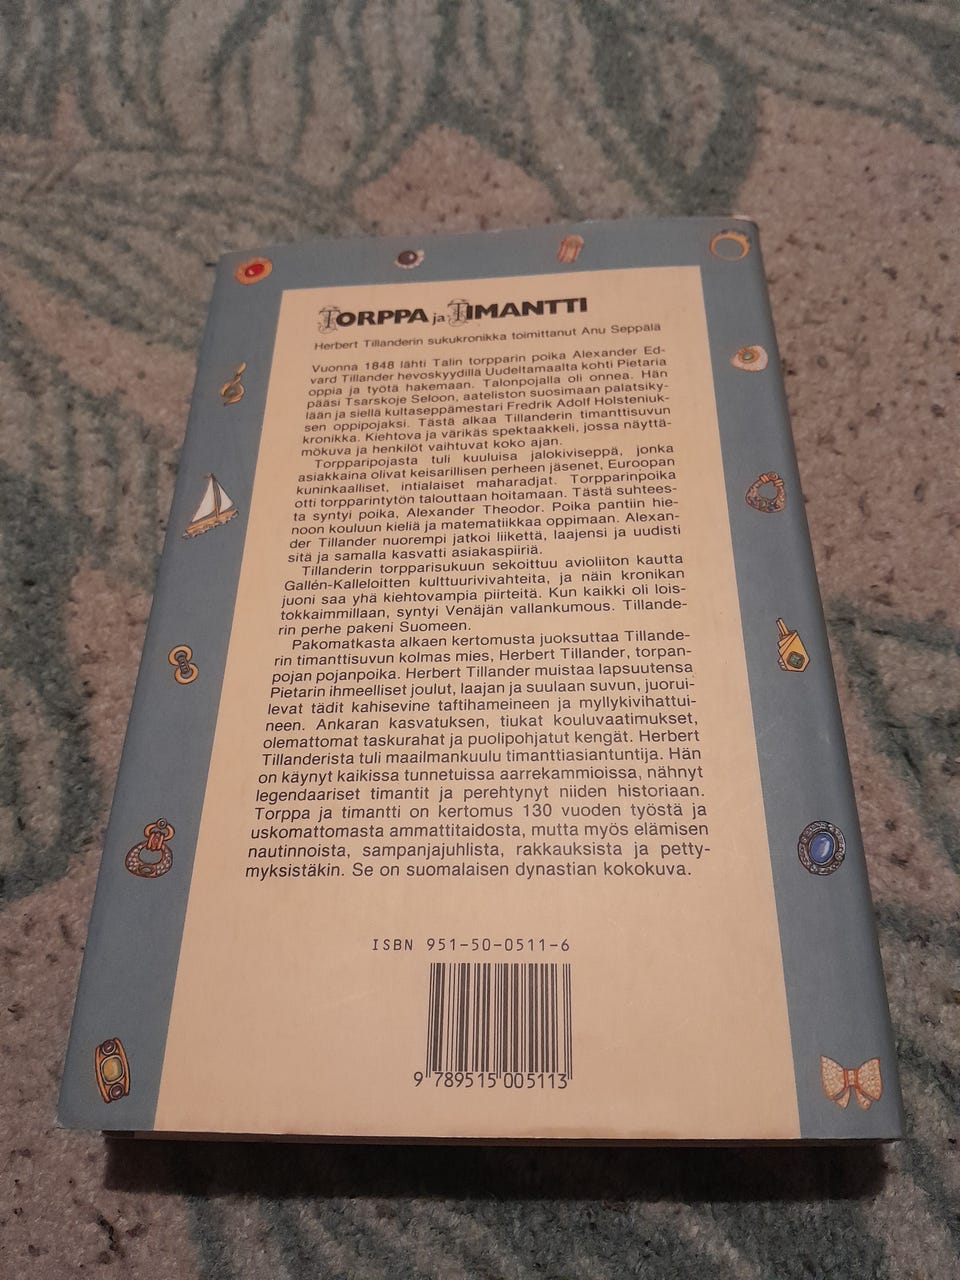 TORPPA ja TIMANTTI
Herbert Tillanderin sukukronikka toimittanut Anu Seppälä
Vuonna 1848 lähti Talin torpparin poika Alexander Ed-
vard Tillander hevoskyydillä Uudeltamaalta kohti Pietaria
oppia ja työtä hakemaan. Talonpojalla oli onnea. Hän
pääsi Tsarskoje Seloon, aateliston suosimaan palatsiky-
lään ja siellä kultaseppämestari Fredrik Adolf Holsteniuk-
sen oppipojaksi. Tästä alkaa Tillanderin timanttisuvun
kronikka. Kiehtova ja värikäs spektaakkeli, jossa näyttä-
mökuva ja henkilöt vaihtuvat koko ajan.
Torpparipojasta tuli kuuluisa jalokiviseppä, jonka
asiakkaina olivat keisarillisen perheen jäsenet, Euroopan
kuninkaalliset, intialaiset maharadjat. Torpparinpoika
otti torpparintytön talouttaan hoitamaan. Tästä suhtees-
ta syntyi poika, Alexander Theodor. Poika pantiin hie-
noon kouluun kieliä ja matematiikkaa oppimaan. Alexan-
der Tillander nuorempi jatkoi liikettä, laajensi ja uudisti
sitä ja samalla kasvatti asiakaspiiriä.
Tillanderin torpparisukuun sekoittuu avioliiton kautta
Gallén-Kalleloitten kulttuurivivahteita, ja näin kronikan
juoni saa yhä kiehtovampia piirteitä. Kun kaikki oli lois-
tokkaimmillaan, syntyi Venäjän vallankumous. Tillande-
rin perhe pakeni Suomeen.
Pakomatkasta alkaen kertomusta juoksuttaa Tillande-
rin timanttisuvun kolmas mies, Herbert Tillander, torpan-
pojan pojanpoika. Herbert Tillander muistaa lapsuutensa
Pietarin ihmeelliset joulut, laajan ja suulaan suvun, juorui-
levat tädit kahisevine taftihameineen ja myllykivihattui-
neen. Ankaran kasvatuksen, tiukat kouluvaatimukset,
olemattomat taskurahat ja puolipohjatut kengät. Herbert
Tillanderista tuli maailmankuulu timanttiasiantuntija. Hän
on käynyt kaikissa tunnetuissa aarrekammioissa, nähnyt
legendaariset timantit ja perehtynyt niiden historiaan.
Torppa ja timantti on kertomus 130 vuoden työstä ja
uskomattomasta ammattitaidosta, mutta myös elämisen
nautinnoista, sampanjajuhlista, rakkauksista ja petty-
myksistäkin. Se on suomalaisen dynastian kokokuva.
ISBN 951-50-0511-6
9 789515 005113